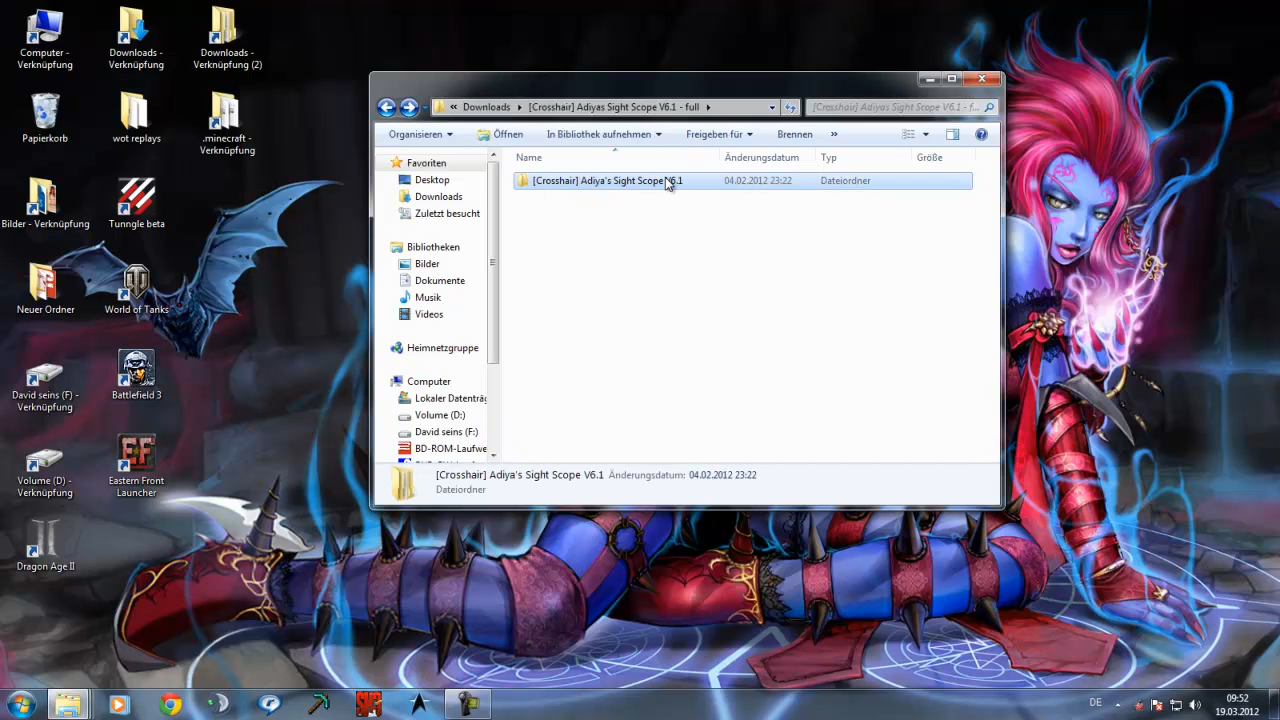 Computer -
Verknüpfung
Downloads -
Verknüpfung
Downloads -
Verknüpfung (2)
Papierkorb
wot replays
.minecraft -
Verknüpfung
Bilder - Verknüpfung
Tunngle beta
Neuer Ordner
World of Tanks
David seins (F) -
Verknüpfung
Battlefield 3
Volume (D) -
Verknüpfung
Eastern Front
Launcher
Dragon Age II
« Downloads ▸ [Crosshair] Adiyas Sight Scope V6.1 - full ▸
[Crosshair] Adiyas Sight Scope V6.1 - f...
Organisieren
Öffnen
In Bibliothek aufnehmen
Freigeben für
Brennen
»
Name
Änderungsdatum
Typ
Größe
[Crosshair] Adiya's Sight Scope V6.1
04.02.2012 23:22
Dateiordner
Favoriten
Desktop
Downloads
Zuletzt besucht
Bibliotheken
Bilder
Dokumente
Musik
Videos
Heimnetzgruppe
Computer
Lokaler Datenträg
Volume (D:)
David seins (F:)
BD-ROM-Laufwe
[Crosshair] Adiya's Sight Scope V6.1 Änderungsdatum: 04.02.2012 23:22
Dateiordner
DE
09:52
19.03.2012